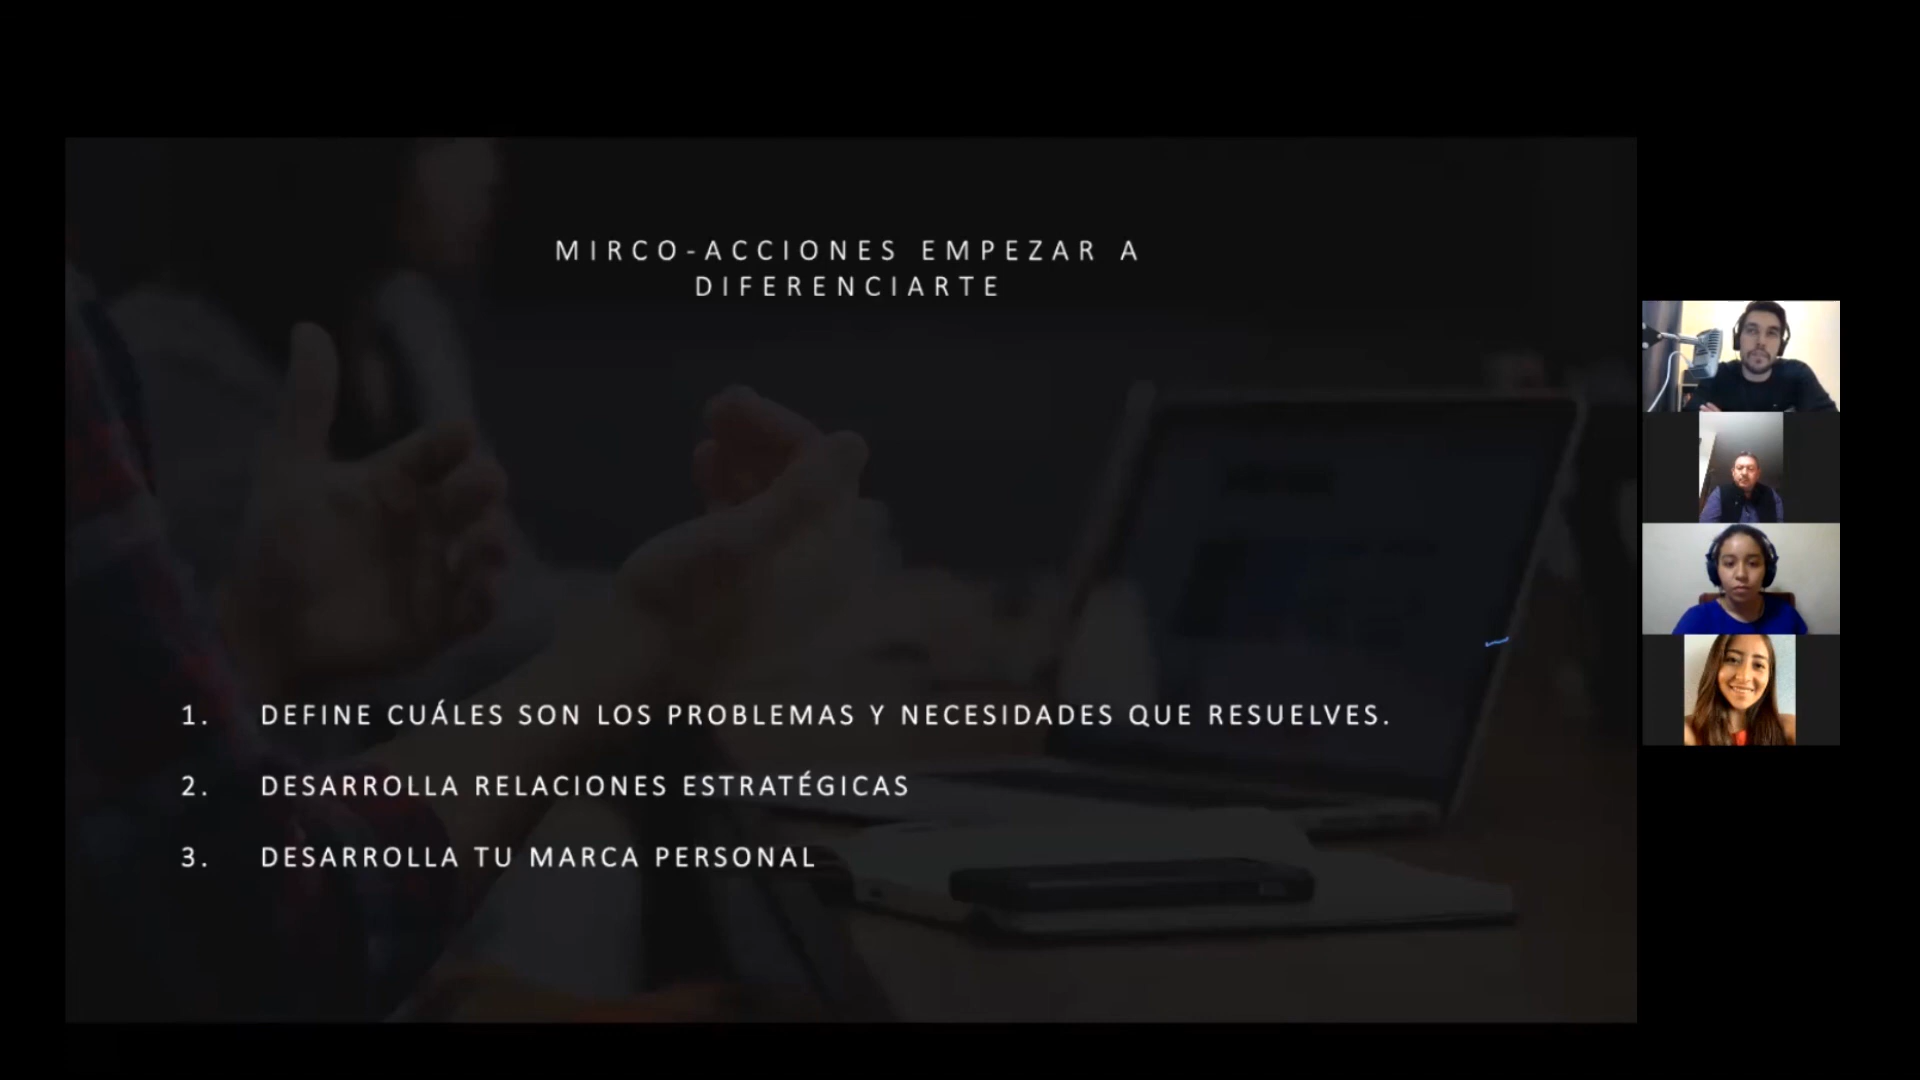 MIRCO-ACCIONES EMPEZAR A
DIFERENCIARTE
1. DEFINE CUÁLES SON LOS PROBLEMAS Y NECESIDADES QUE RESUELVES.
2. DESARROLLA RELACIONES ESTRATÉGICAS
3. DESARROLLA TU MARCA PERSONAL